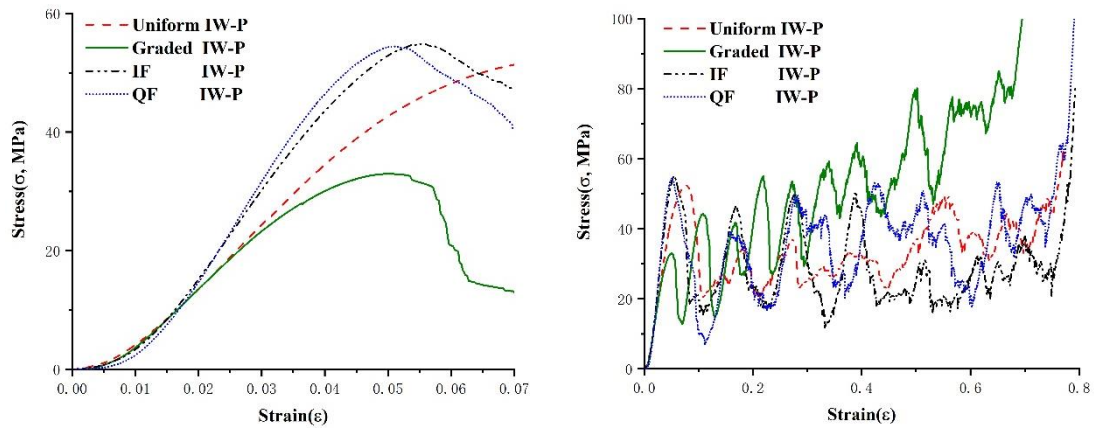 60
40
20
0
Stress(σ, MPa)
Uniform IW-P
Graded IW-P
IF IW-P
QF IW-P
0.00 0.01 0.02 0.03 0.04 0.05 0.06 0.07
Strain(ε)
100
80
60
40
20
0
Stress(σ, MPa)
Uniform IW-P
Graded IW-P
IF IW-P
QF IW-P
0.0 0.2 0.4 0.6 0.8
Strain(ε)